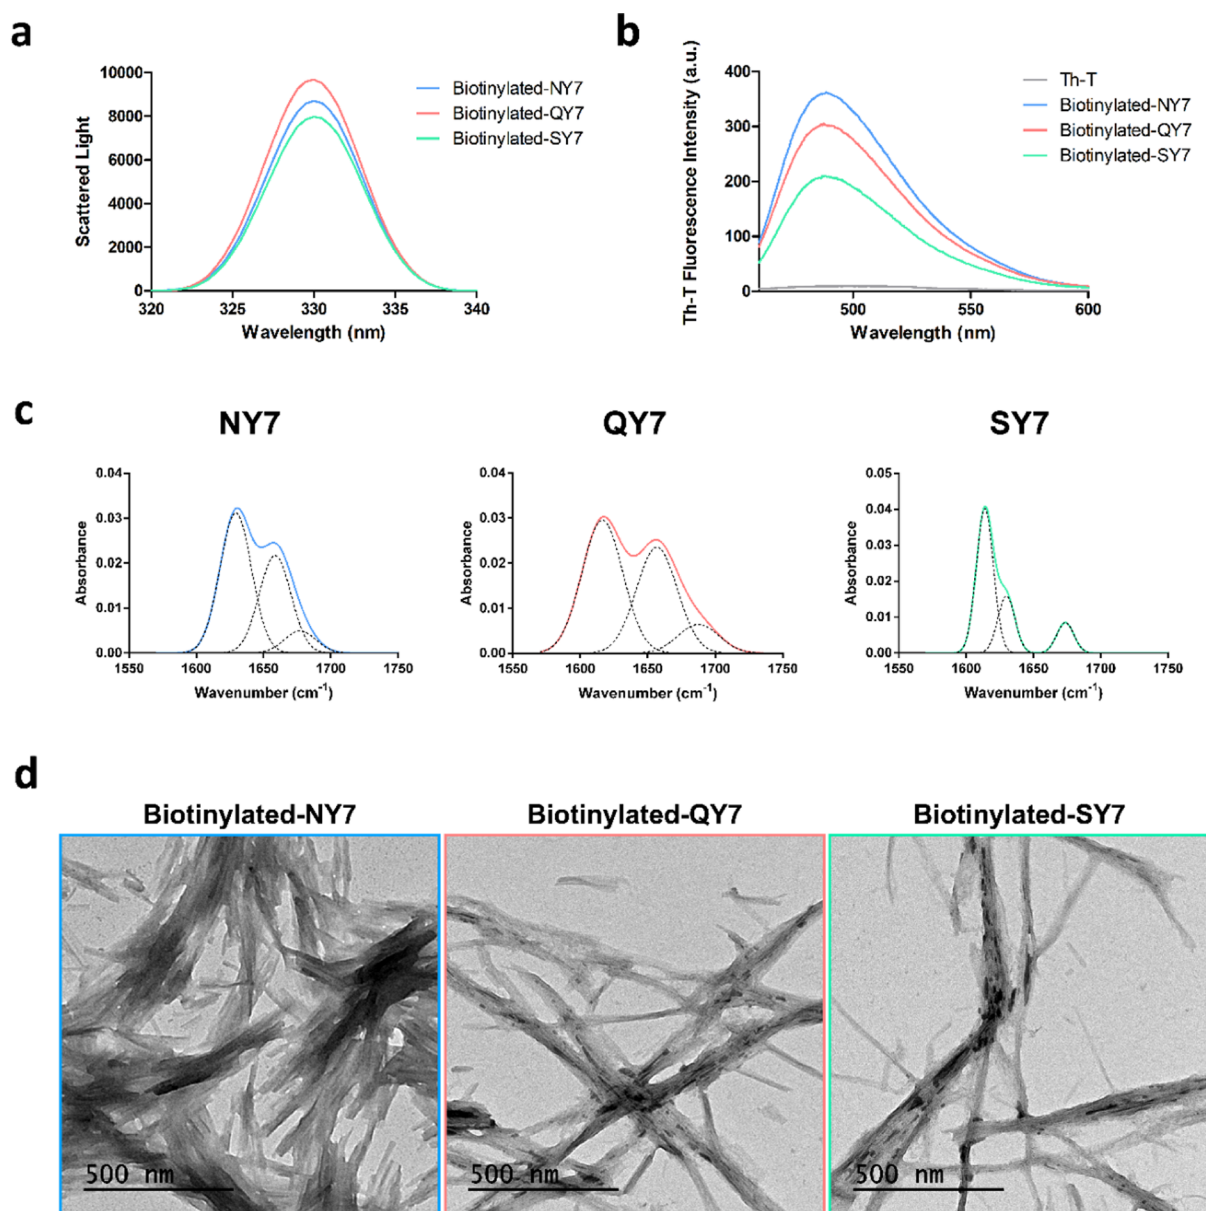 a
Scattered Light
10000
8000
6000
4000
2000
0
320
325
330
335
340
Wavelength (nm)
Biotinylated-NY7
Biotinylated-QY7
Biotinylated-SY7
b
Th-T Fluorescence Intensity (a.u.)
400
300
200
100
0
500
550
600
Wavelength (nm)
Th-T
Biotinylated-NY7
Biotinylated-QY7
Biotinylated-SY7
c
NY7
Absorbance
0.04
0.03
0.02
0.01
0.00
1550
1600
1650
1700
1750
Wavenumber (cm⁻¹)
QY7
Absorbance
0.04
0.03
0.02
0.01
0.00
1550
1600
1650
1700
1750
Wavenumber (cm⁻¹)
SY7
Absorbance
0.05
0.04
0.03
0.02
0.01
0.00
1550
1600
1650
1700
1750
Wavenumber (cm⁻¹)
d
Biotinylated-NY7
500 nm
Biotinylated-QY7
500 nm
Biotinylated-SY7
500 nm